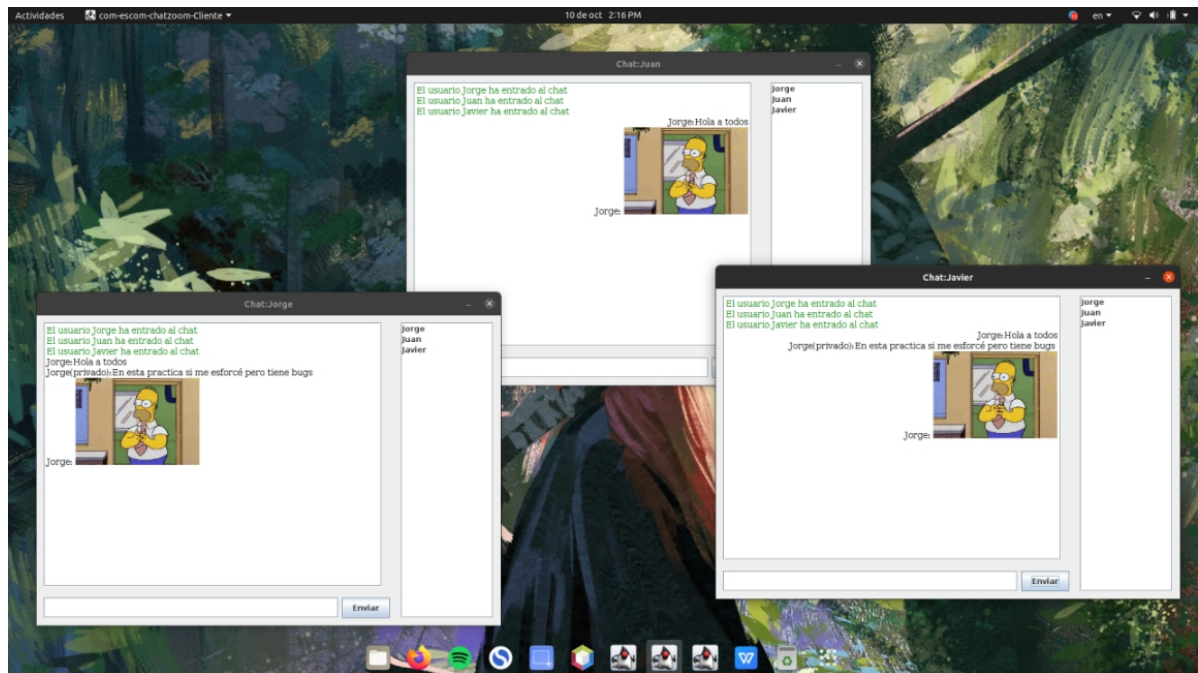 Actividades com-escom-chatzoom-Cliente 10 de oct 2:16 PM en
Chat:Juan
El usuario Jorge ha entrado al chat
El usuario Juan ha entrado al chat
El usuario Javier ha entrado al chat
Jorge:Hola a todos
Jorge:
Jorge
Juan
Javier
Chat:Jorge
El usuario Jorge ha entrado al chat
El usuario Juan ha entrado al chat
El usuario Javier ha entrado al chat
Jorge:Hola a todos
Jorge(privado):En esta practica si me esforcé pero tiene bugs
Jorge:
Jorge
Juan
Javier
Enviar
Chat:Javier
El usuario Jorge ha entrado al chat
El usuario Juan ha entrado al chat
El usuario Javier ha entrado al chat
Jorge:Hola a todos
Jorge(privado):En esta practica si me esforcé pero tiene bugs
Jorge:
Jorge
Juan
Javier
Enviar